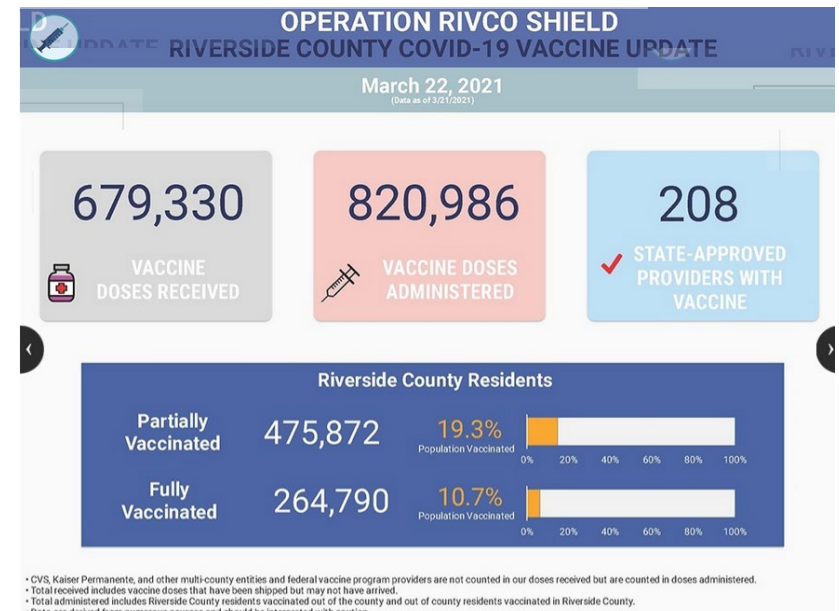 OPERATION RIVCO SHIELD
RIVERSIDE COUNTY COVID-19 VACCINE UPDATE
March 22, 2021
(Data as of 3/21/2021)
679,330
VACCINE
DOSES RECEIVED
820,986
VACCINE DOSES
ADMINISTERED
208
STATE-APPROVED
PROVIDERS WITH
VACCINE
Riverside County Residents
Partially
Vaccinated
475,872
19.3%
Population Vaccinated
0% 20% 40% 60% 80% 100%
Fully
Vaccinated
264,790
10.7%
Population Vaccinated
0% 20% 40% 60% 80% 100%
• CVS, Kaiser Permanente, and other multi-county entities and federal vaccine program providers are not counted in our doses received but are counted in doses administered.
• Total received includes vaccine doses that have been shipped but may not have arrived.
• Total administered includes Riverside County residents vaccinated out of the county and out of county residents vaccinated in Riverside County.